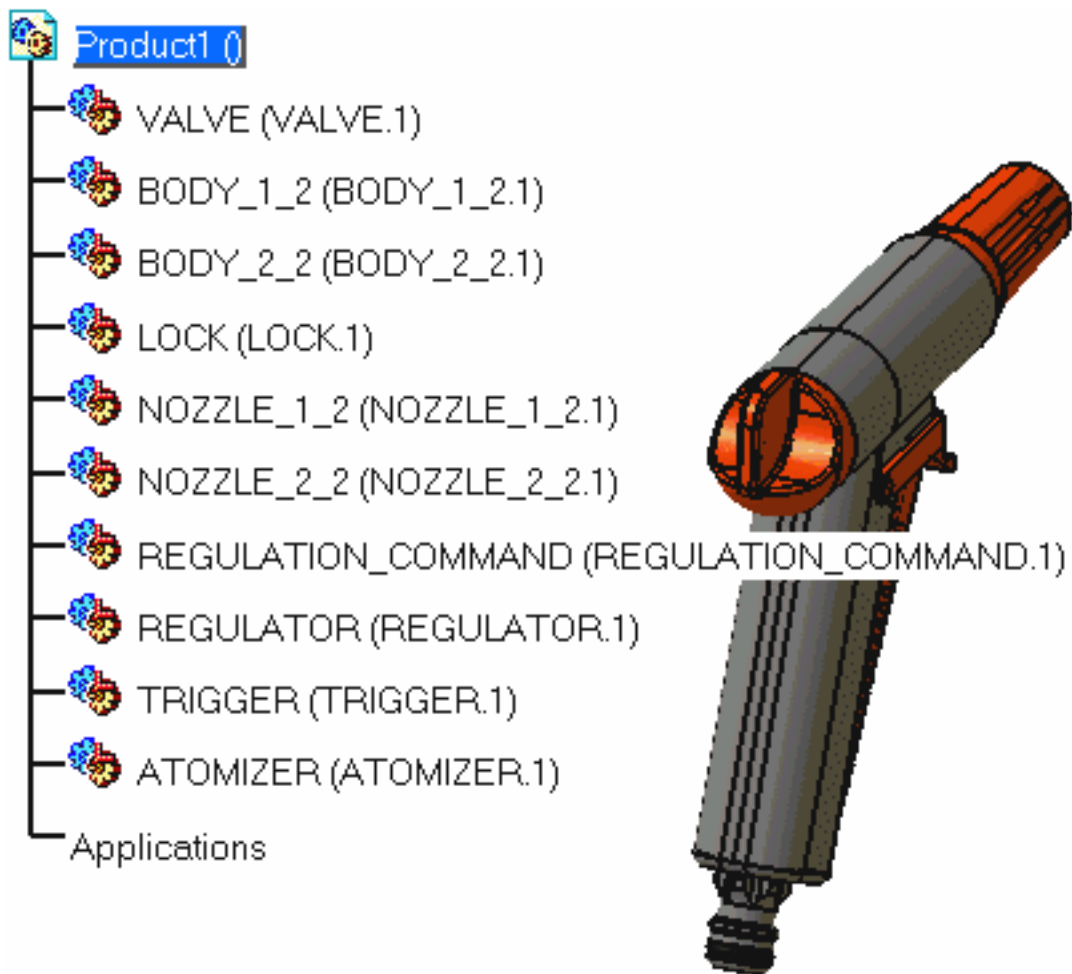 Product1 ()
VALVE (VALVE.1)
BODY_1_2 (BODY_1_2.1)
BODY_2_2 (BODY_2_2.1)
LOCK (LOCK.1)
NOZZLE_1_2 (NOZZLE_1_2.1)
NOZZLE_2_2 (NOZZLE_2_2.1)
REGULATION_COMMAND (REGULATION_COMMAND.1)
REGULATOR (REGULATOR.1)
TRIGGER (TRIGGER.1)
ATOMIZER (ATOMIZER.1)
Applications